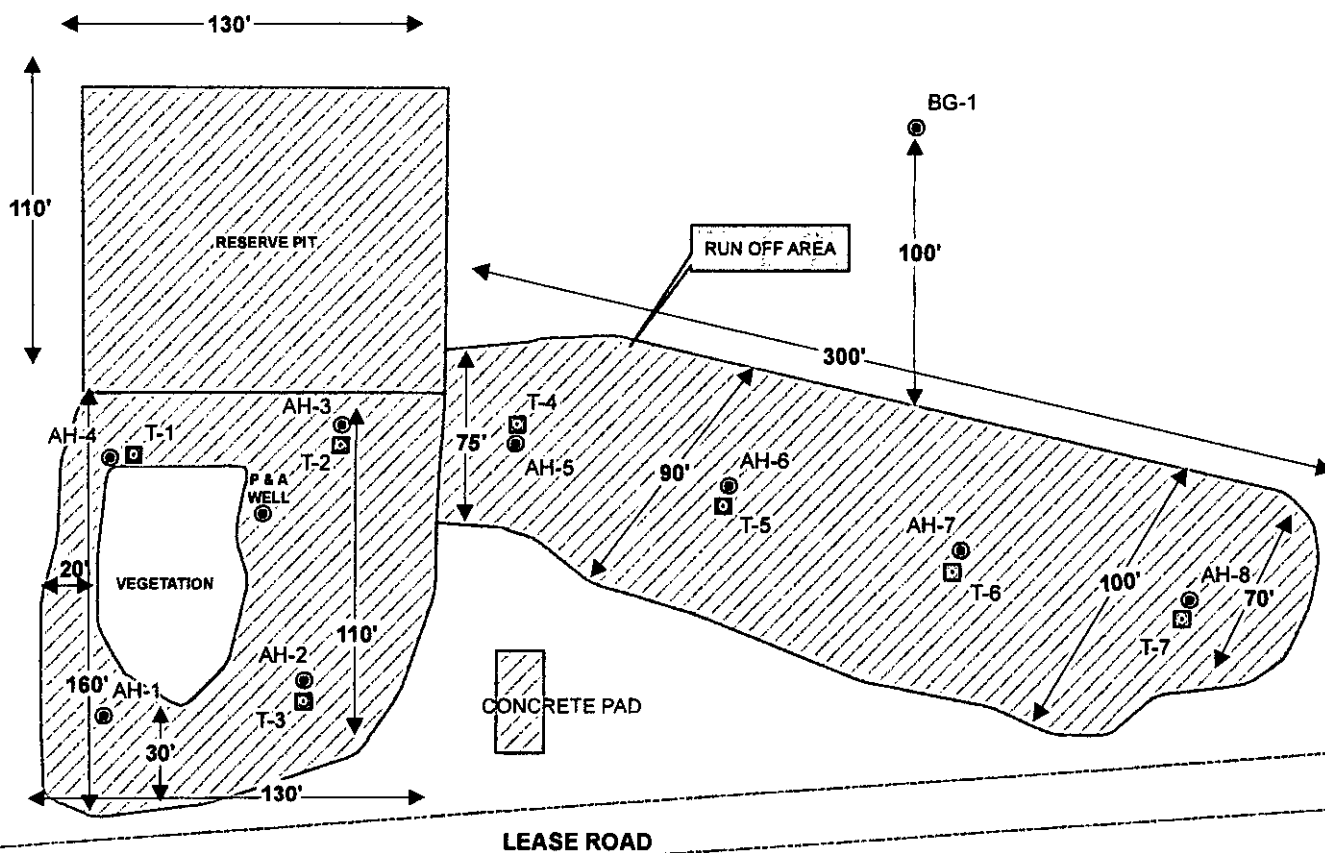 130'
BG-1
110'
RESERVE PIT
RUN OFF AREA
100'
300'
AH-3
T-4
AH-4
T-1
T-2
75'
AH-5
90'
AH-6
P & A
WELL
T-5
AH-7
20'
VEGETATION
T-6
100'
AH-8
70'
110'
T-7
AH-2
160'
AH-1
T-3
CONCRETE PAD
30'
130'
LEASE ROAD